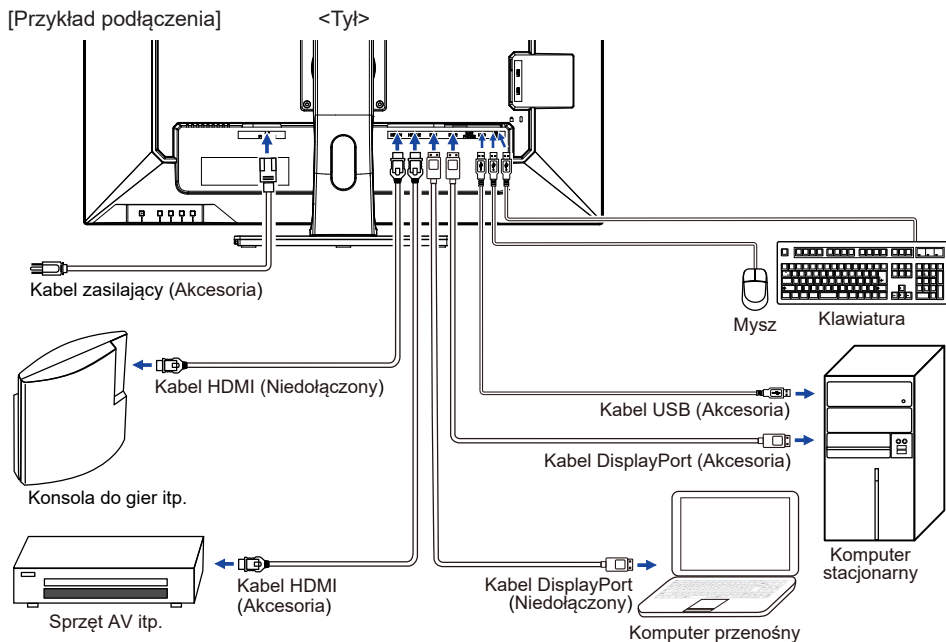 [Przykład podłączenia]
<Tył>
Kabel zasilający (Akcesoria)
Mysz
Klawiatura
Kabel HDMI (Niedołączony)
Kabel USB (Akcesoria)
Kabel DisplayPort (Akcesoria)
Konsola do gier itp.
Kabel HDMI
(Akcesoria)
Kabel DisplayPort
(Niedołączony)
Komputer
stacjonarny
Sprzęt AV itp.
Komputer przenośny